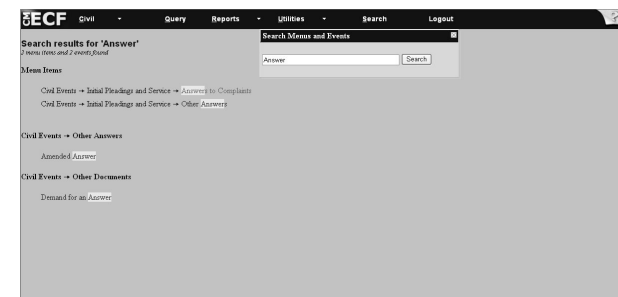 ECF Civil Query Reports Utilities Search Logout
Search results for 'Answer'
2 menu items and 2 events found
Search Menus and Events
Answer Search
Menu Items
Civil Events → Initial Pleadings and Service → Answers to Complaints
Civil Events → Initial Pleadings and Service → Other Answers
Civil Events → Other Answers
Amended Answer
Civil Events → Other Documents
Demand for an Answer